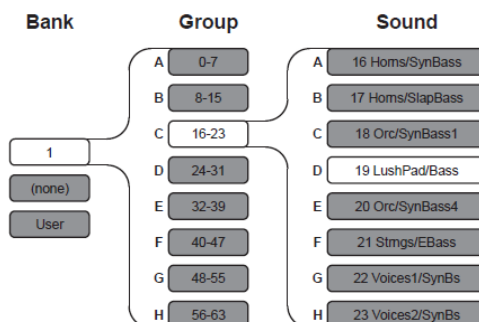 Bank Group Sound
A 0-7 A 16 Horns/SynBass
B 8-15 B 17 Horns/SlapBass
1 C 16-23 C 18 Orc/SynBass1
(none) D 24-31 D 19 LushPad/Bass
User E 32-39 E 20 Orc/SynBass4
F 40-47 F 21 Strngs/EBass
G 48-55 G 22 Voices1/SynBs
H 56-63 H 23 Voices2/SynBs